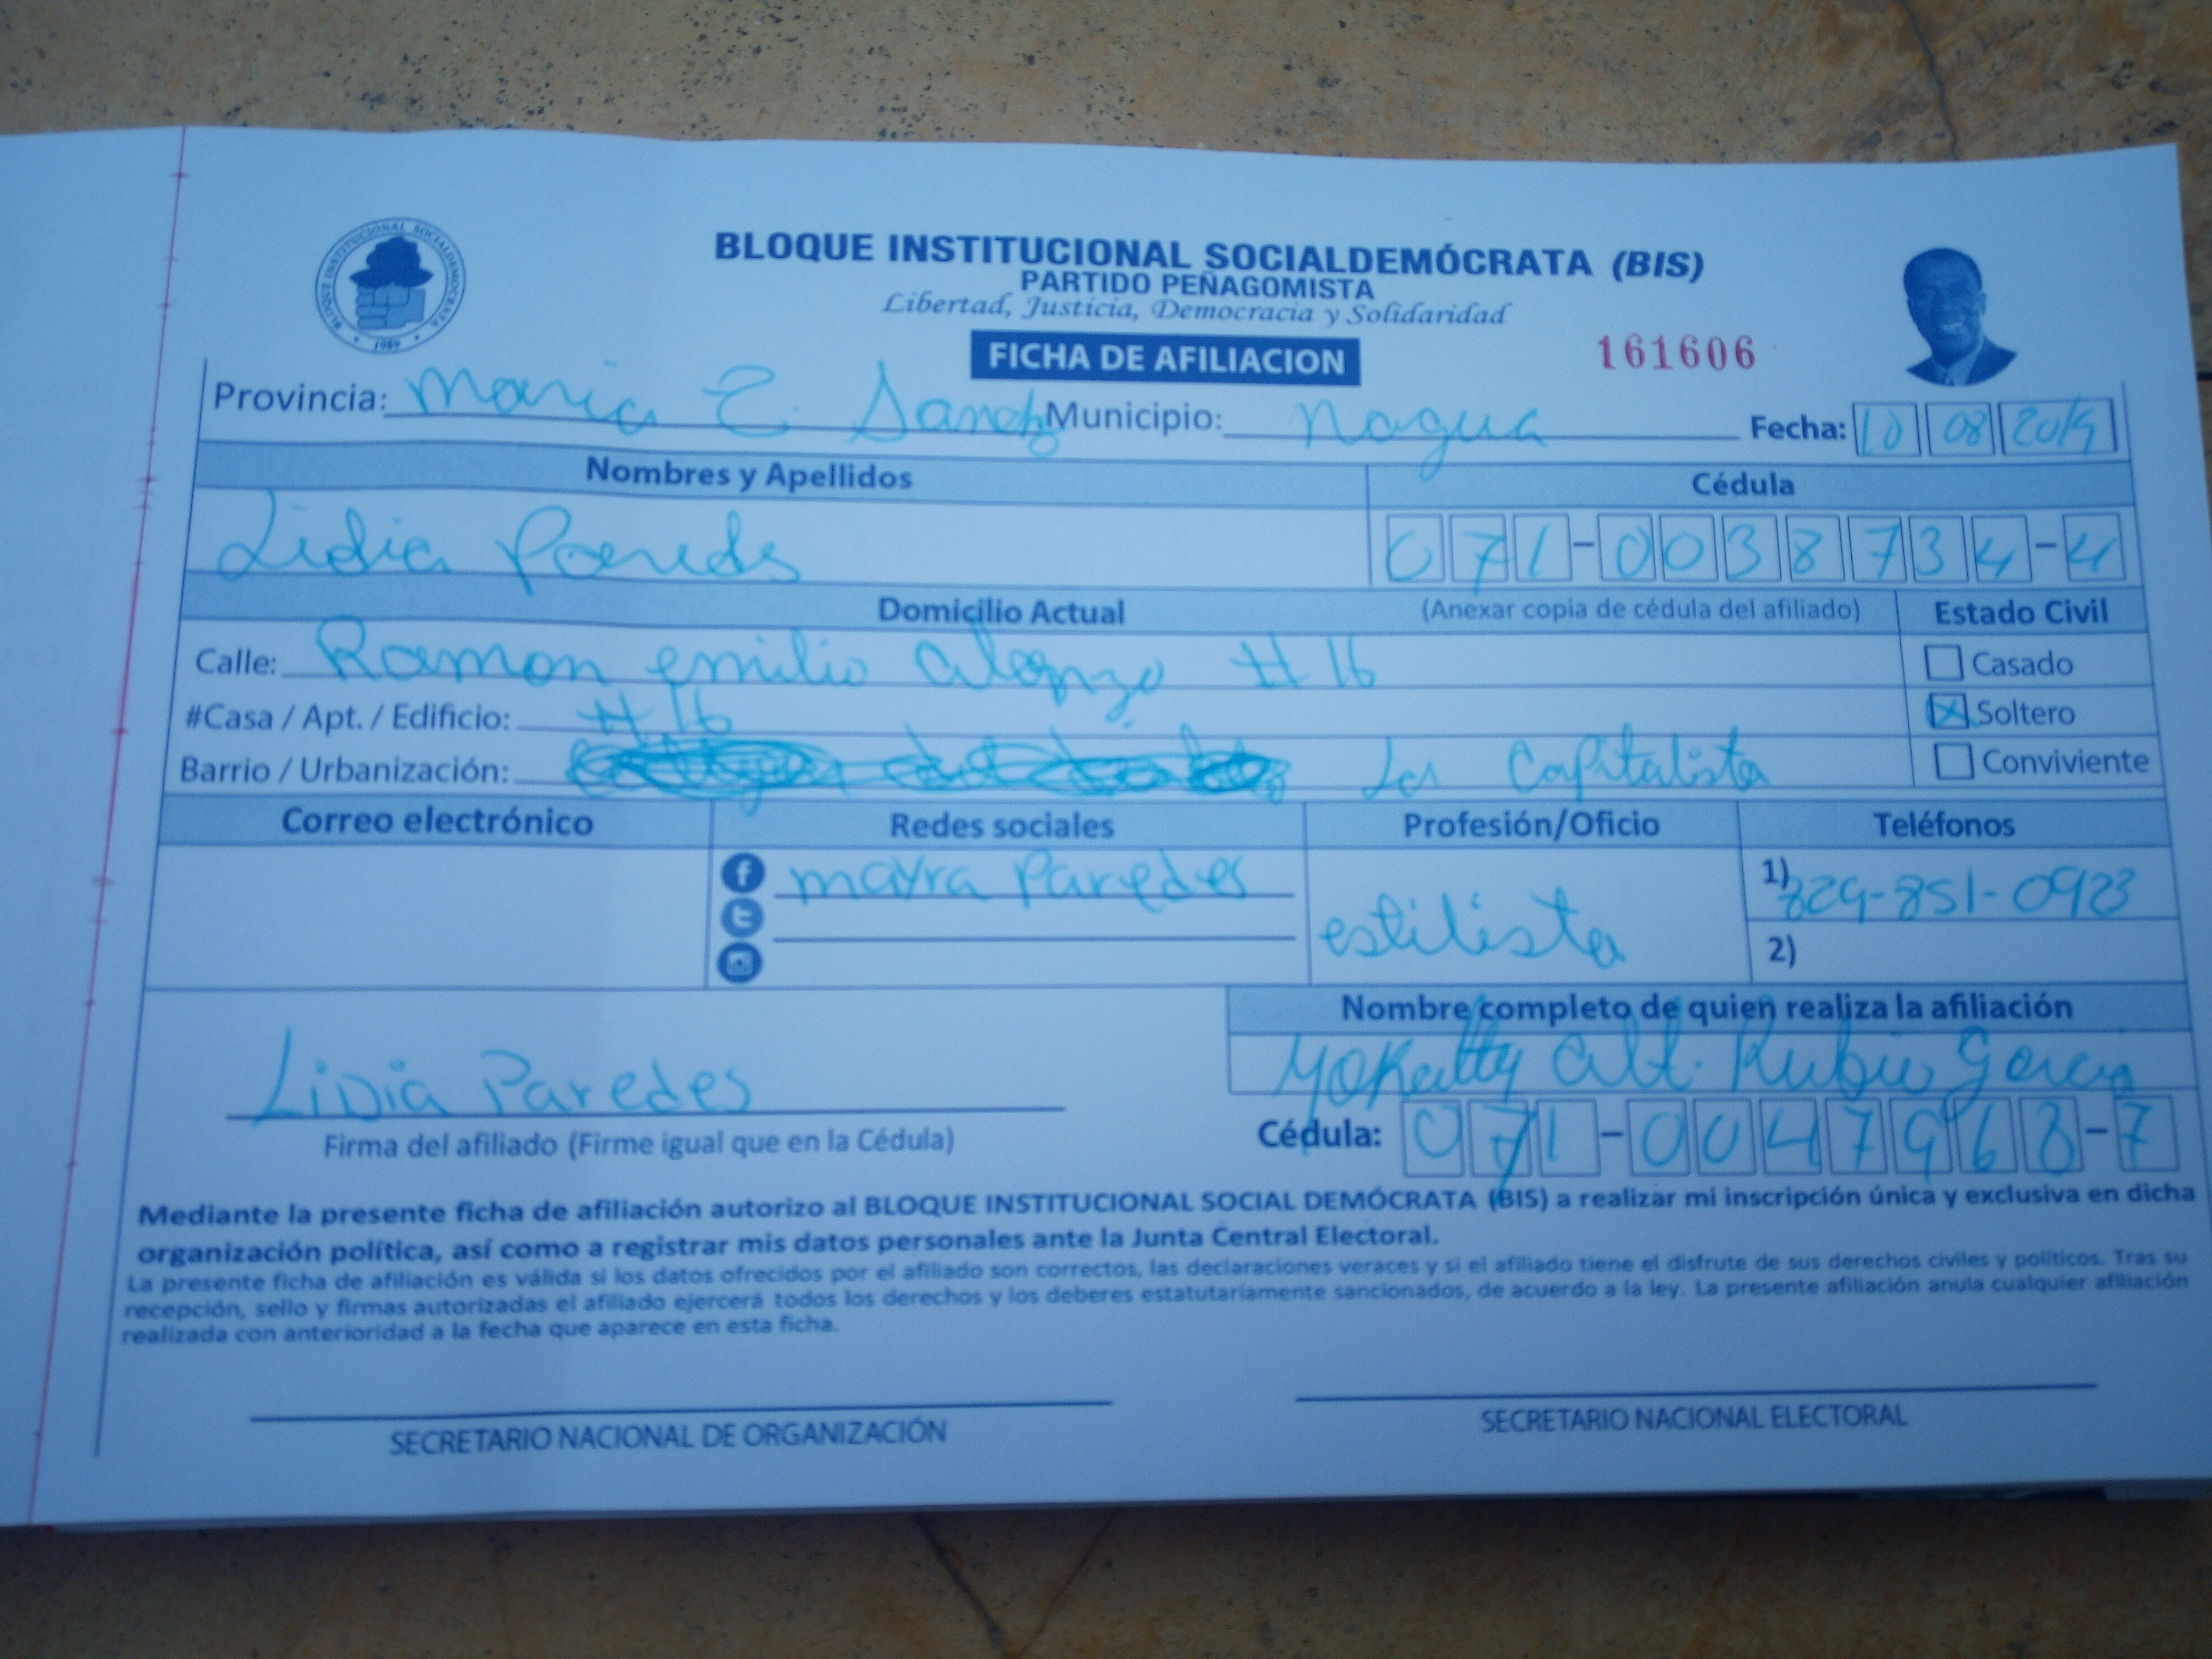 BLOQUE INSTITUCIONAL SOCIALDEMOCRATA
1989
BLOQUE INSTITUCIONAL SOCIALDEMÓCRATA (BIS)
PARTIDO PEÑAGOMISTA
Libertad, Justicia, Democracia y Solidaridad
FICHA DE AFILIACION
161606
Provincia: Maria T. Sanchz Municipio: Nagua Fecha: 10 08 2019
Nombres y Apellidos Cédula
Lidia Paredes 071-0038734-4
Domicilio Actual (Anexar copia de cédula del afiliado) Estado Civil
Calle: Ramon emilio alonzo # 16 Casado
#Casa / Apt. / Edificio: # 16 X Soltero
Barrio / Urbanización: La Capitalista Conviviente
Correo electrónico Redes sociales Profesión/Oficio Teléfonos
mayra Paredes estilista 1) 829-851-0923
2)
Nombre completo de quien realiza la afiliación
Lidia Paredes Yokatty alt. Rubio Garcia
Firma del afiliado (Firme igual que en la Cédula) Cédula: 071-0047968-7
Mediante la presente ficha de afiliación autorizo al BLOQUE INSTITUCIONAL SOCIAL DEMÓCRATA (BIS) a realizar mi inscripción única y exclusiva en dicha
organización política, así como a registrar mis datos personales ante la Junta Central Electoral.
La presente ficha de afiliación es válida si los datos ofrecidos por el afiliado son correctos, las declaraciones veraces y si el afiliado tiene el disfrute de sus derechos civiles y políticos. Tras su
recepción, sello y firmas autorizadas el afiliado ejercerá todos los derechos y los deberes estatutariamente sancionados, de acuerdo a la ley. La presente afiliación anula cualquier afiliación
realizada con anterioridad a la fecha que aparece en esta ficha.
SECRETARIO NACIONAL DE ORGANIZACIÓN SECRETARIO NACIONAL ELECTORAL